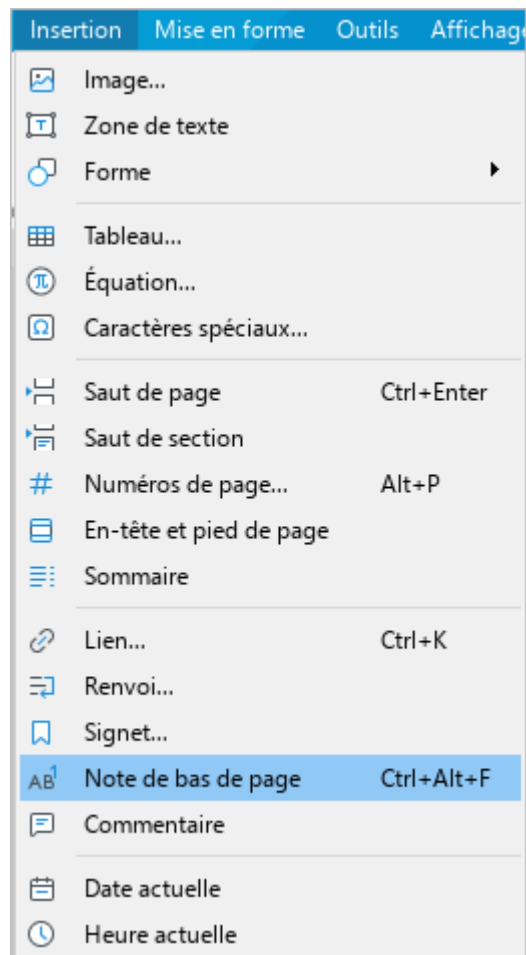 Insertion Mise en forme Outils Affichag
Image...
Zone de texte
Forme
Tableau...
Équation...
Caractères spéciaux...
Saut de page Ctrl+Enter
Saut de section
Numéros de page... Alt+P
En-tête et pied de page
Sommaire
Lien... Ctrl+K
Renvoi...
Signet...
Note de bas de page Ctrl+Alt+F
Commentaire
Date actuelle
Heure actuelle